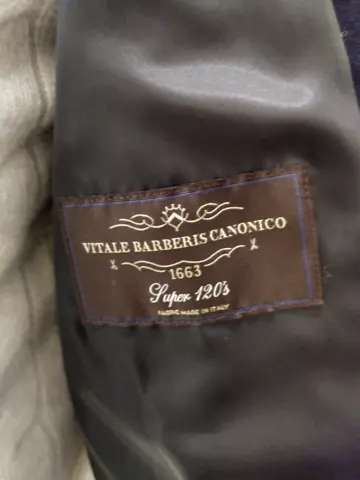 VITALE BARBERIS CANONICO
1663
Super 120's
FABRIC MADE IN ITALY